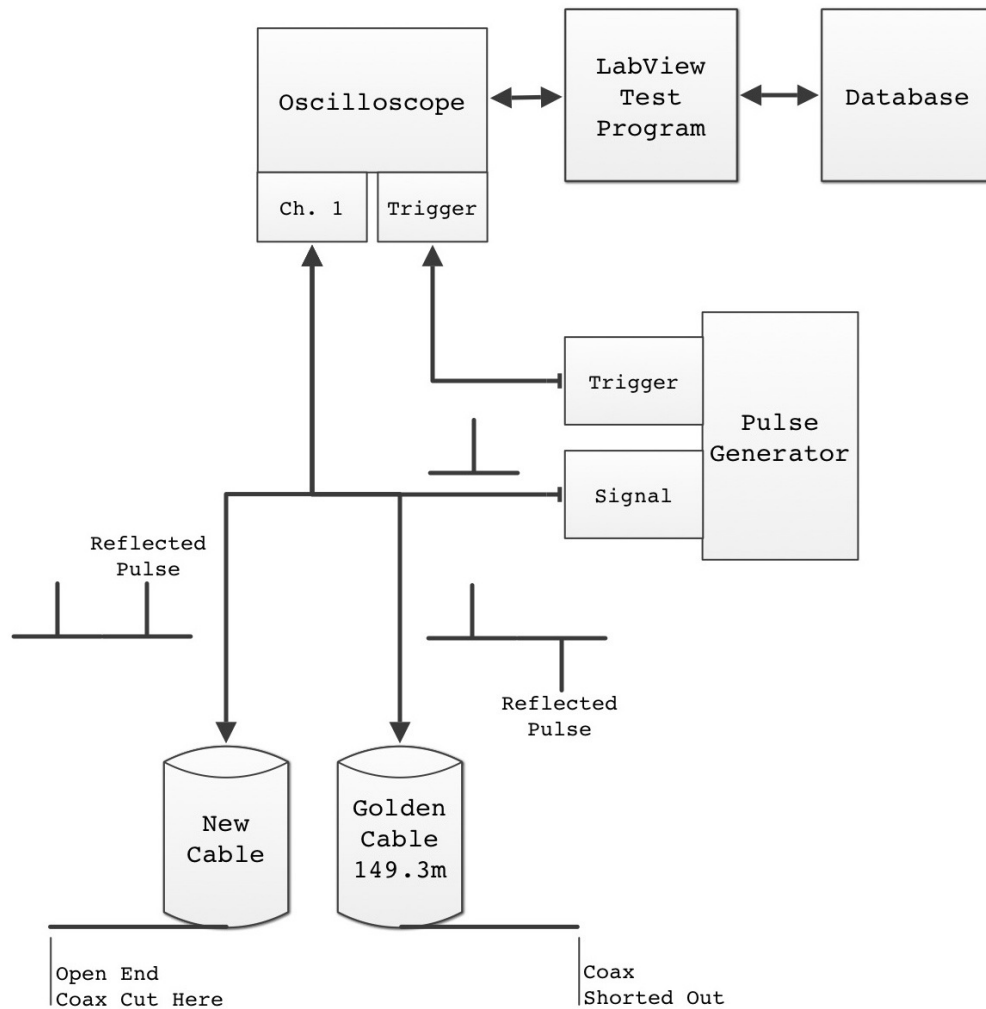 Oscilloscope
LabView
Test
Program
Database
Ch. 1
Trigger
Trigger
Pulse
Generator
Signal
Reflected
Pulse
Reflected
Pulse
New
Cable
Golden
Cable
149.3m
Open End
Coax Cut Here
Coax
Shorted Out